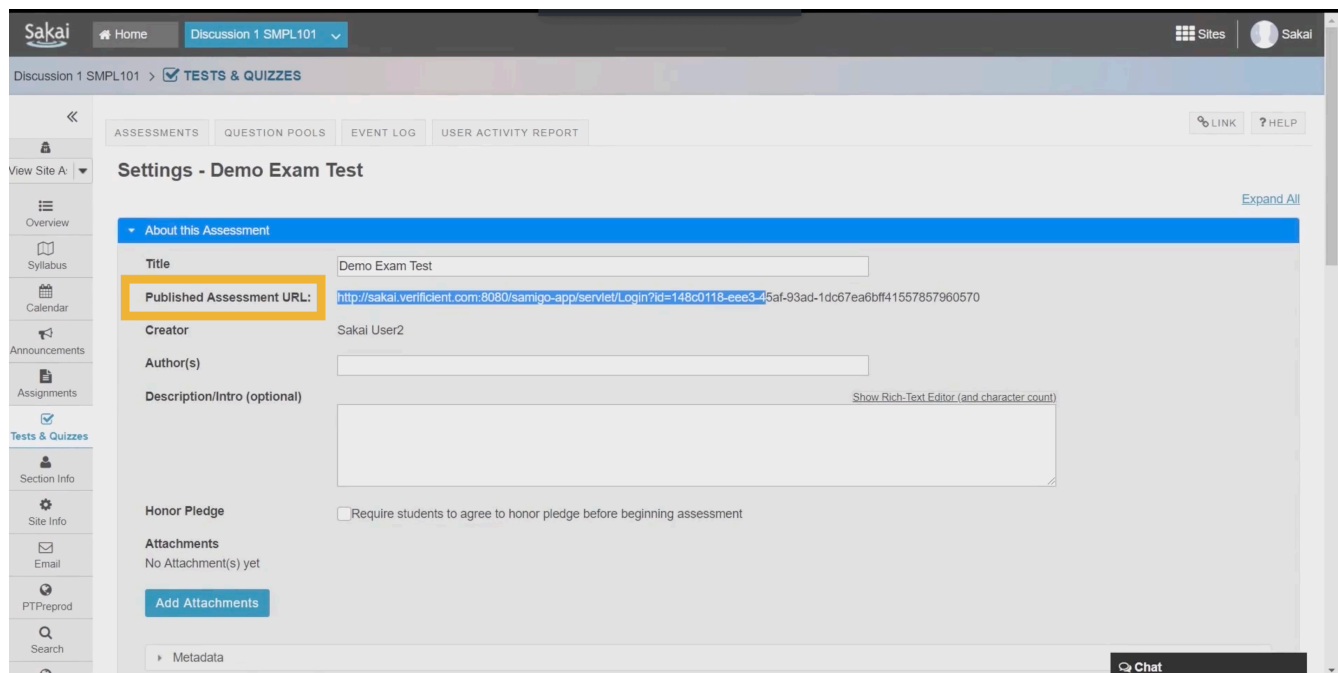 Sakai
Home
Discussion 1 SMPL101
Sites
Sakai
Discussion 1 SMPL101 > TESTS & QUIZZES
ASSESSMENTS QUESTION POOLS EVENT LOG USER ACTIVITY REPORT
LINK ? HELP
View Site A
Overview
Syllabus
Calendar
Announcements
Assignments
Tests & Quizzes
Section Info
Site Info
Email
PTPreprod
Search
Settings - Demo Exam Test
Expand All
About this Assessment
Title Demo Exam Test
Published Assessment URL: http://sakai.verificient.com:8080/samigo-app/servlet/Login?id=148c0118-eee3-45af-93ad-1dc67ea6bff41557857960570
Creator Sakai User2
Author(s)
Description/Intro (optional) Show Rich-Text Editor (and character count)
Honor Pledge Require students to agree to honor pledge before beginning assessment
Attachments
No Attachment(s) yet
Add Attachments
Metadata
Chat